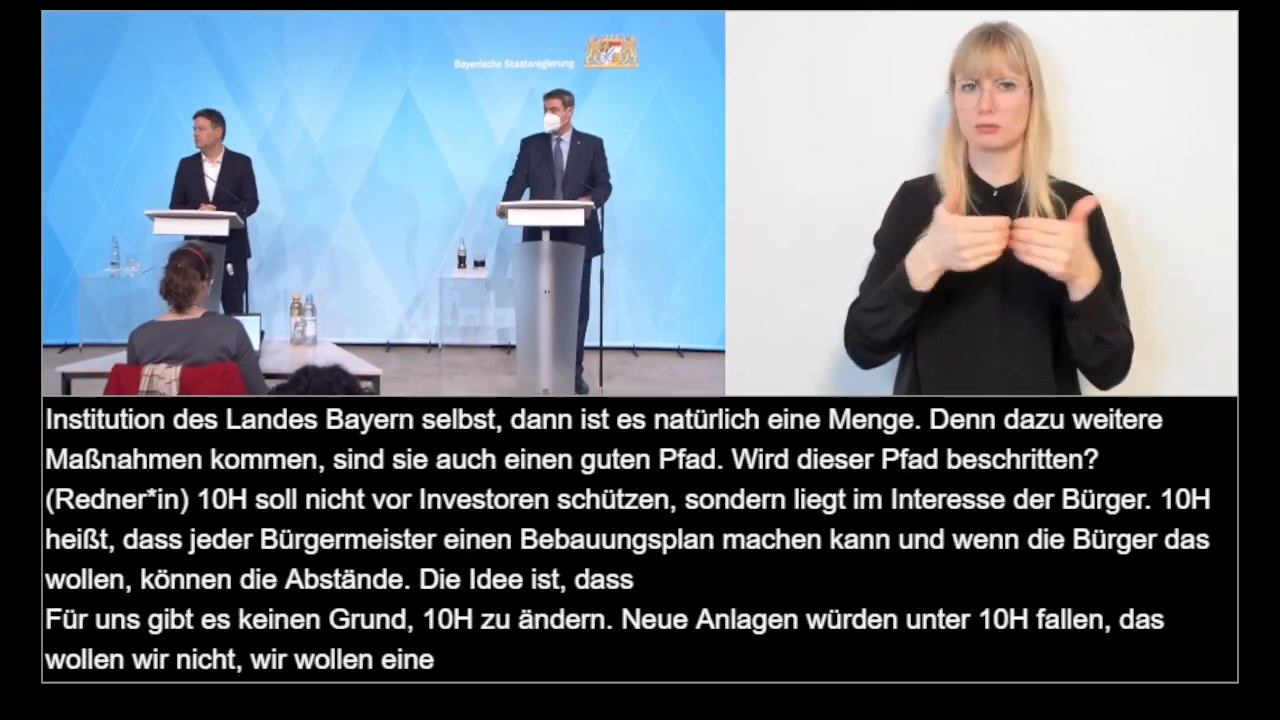 Bayerische Staatsregierung
Institution des Landes Bayern selbst, dann ist es natürlich eine Menge. Denn dazu weitere
Maßnahmen kommen, sind sie auch einen guten Pfad. Wird dieser Pfad beschritten?
(Redner*in) 10H soll nicht vor Investoren schützen, sondern liegt im Interesse der Bürger. 10H
heißt, dass jeder Bürgermeister einen Bebauungsplan machen kann und wenn die Bürger das
wollen, können die Abstände. Die Idee ist, dass
Für uns gibt es keinen Grund, 10H zu ändern. Neue Anlagen würden unter 10H fallen, das
wollen wir nicht, wir wollen eine